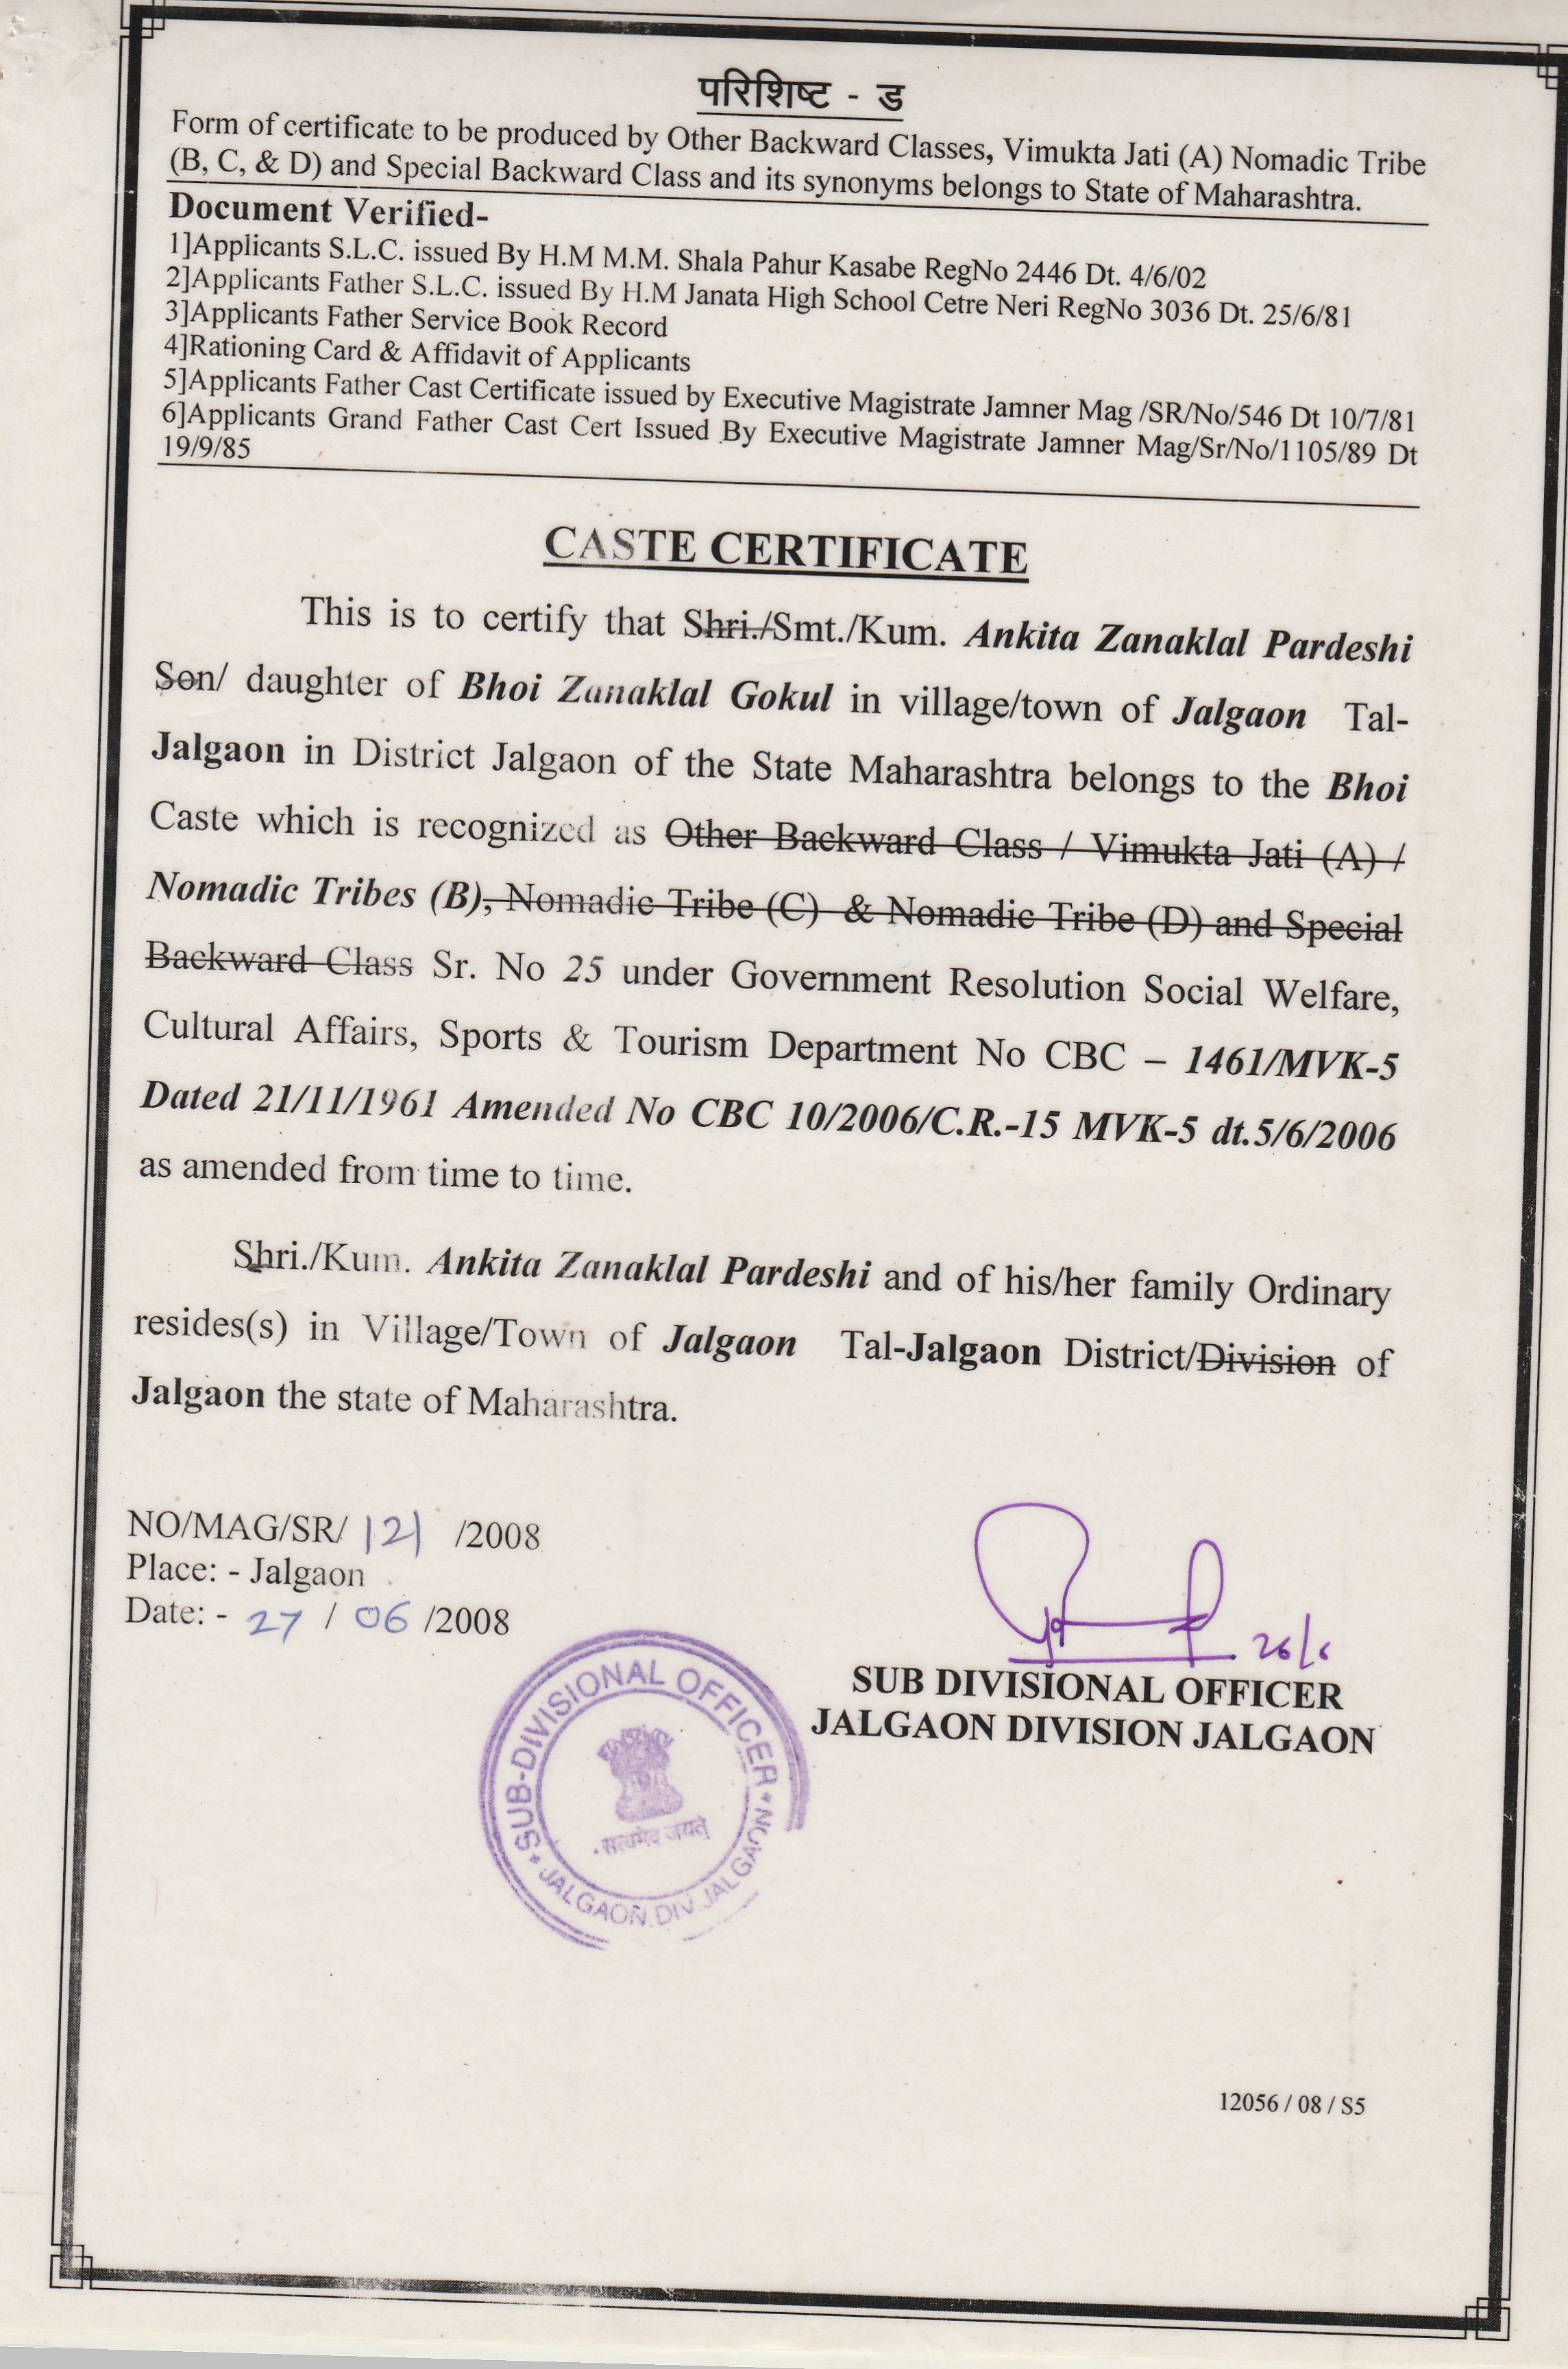 परिशिष्ट - ड
Form of certificate to be produced by Other Backward Classes, Vimukta Jati (A) Nomadic Tribe
(B, C, & D) and Special Backward Class and its synonyms belongs to State of Maharashtra.
Document Verified-
1]Applicants S.L.C. issued By H.M M.M. Shala Pahur Kasabe RegNo 2446 Dt. 4/6/02
2]Applicants Father S.L.C. issued By H.M Janata High School Cetre Neri RegNo 3036 Dt. 25/6/81
3]Applicants Father Service Book Record
4]Rationing Card & Affidavit of Applicants
5]Applicants Father Cast Certificate issued by Executive Magistrate Jamner Mag /SR/No/546 Dt 10/7/81
6]Applicants Grand Father Cast Cert Issued By Executive Magistrate Jamner Mag/Sr/No/1105/89 Dt
19/9/85
CASTE CERTIFICATE
This is to certify that Shri./Smt./Kum. Ankita Zanaklal Pardeshi
Son/ daughter of Bhoi Zanaklal Gokul in village/town of Jalgaon Tal-
Jalgaon in District Jalgaon of the State Maharashtra belongs to the Bhoi
Caste which is recognized as Other Backward Class / Vimukta Jati (A) /
Nomadic Tribes (B), Nomadic Tribe (C) & Nomadic Tribe (D) and Special
Backward Class Sr. No 25 under Government Resolution Social Welfare,
Cultural Affairs, Sports & Tourism Department No CBC – 1461/MVK-5
Dated 21/11/1961 Amended No CBC 10/2006/C.R.-15 MVK-5 dt.5/6/2006
as amended from time to time.
Shri./Kum. Ankita Zanaklal Pardeshi and of his/her family Ordinary
resides(s) in Village/Town of Jalgaon Tal-Jalgaon District/Division of
Jalgaon the state of Maharashtra.
NO/MAG/SR/ 121 /2008
Place: - Jalgaon
Date: - 27 / 06 /2008
26/6
SUB DIVISIONAL OFFICER
JALGAON DIVISION JALGAON
SUB-DIVISIONAL OFFICER
सत्यमेव जयते
JALGAON DIV. JALGAON
12056 / 08 / S5